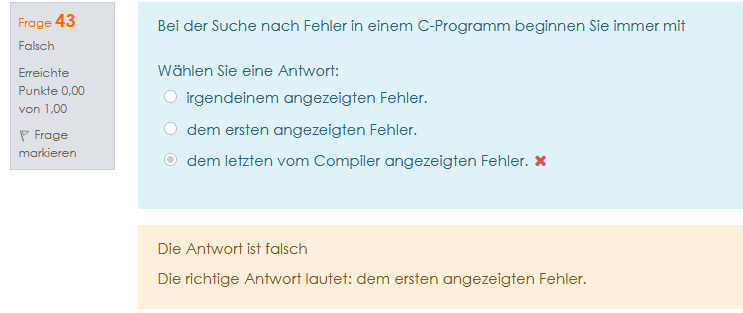 Frage 43
Falsch
Erreichte
Punkte 0,00
von 1,00
Frage
markieren
Bei der Suche nach Fehler in einem C-Programm beginnen Sie immer mit
Wählen Sie eine Antwort:
irgendeinem angezeigten Fehler.
dem ersten angezeigten Fehler.
dem letzten vom Compiler angezeigten Fehler.
Die Antwort ist falsch
Die richtige Antwort lautet: dem ersten angezeigten Fehler.